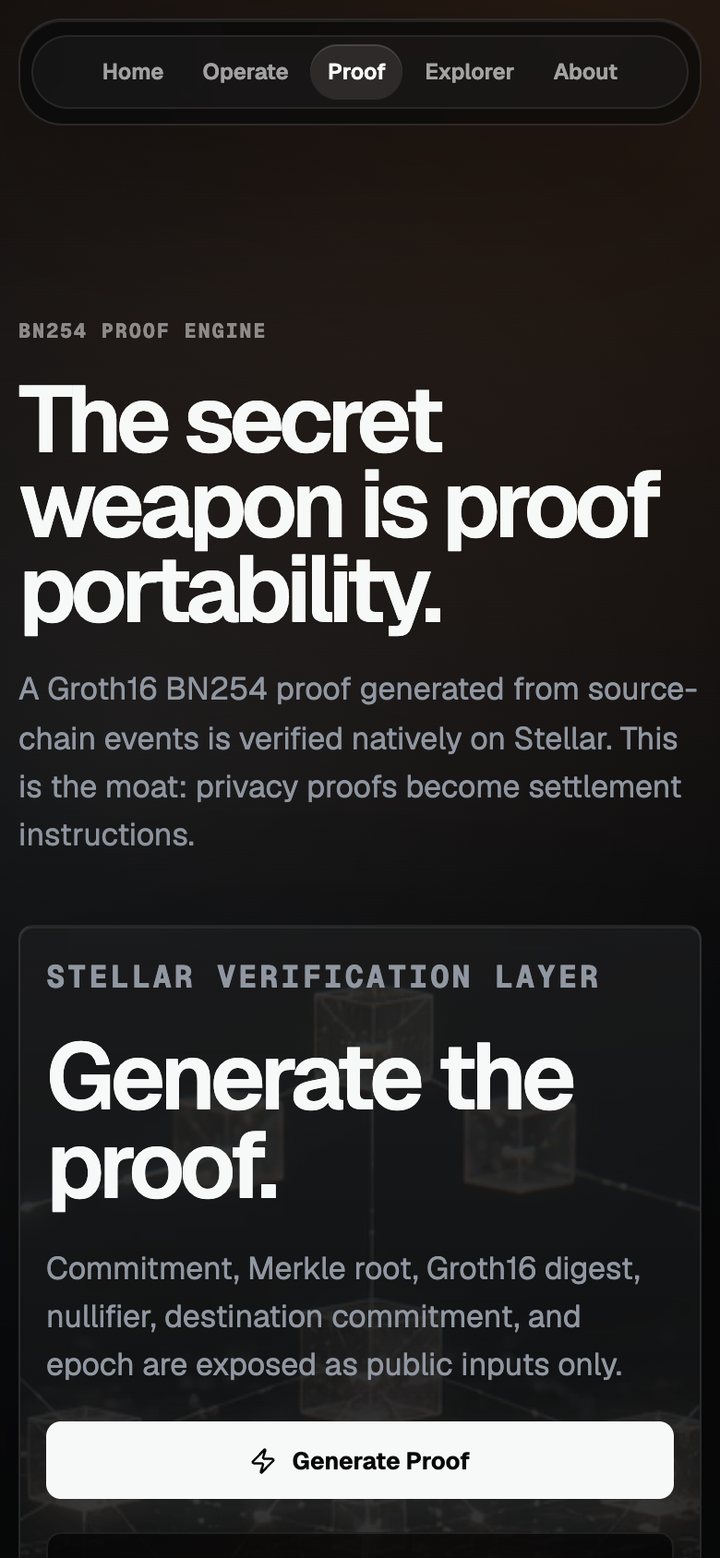 Home Operate Proof Explorer About
BN254 PROOF ENGINE
The secret
weapon is proof
portability.
A Groth16 BN254 proof generated from source-
chain events is verified natively on Stellar. This
is the moat: privacy proofs become settlement
instructions.
STELLAR VERIFICATION LAYER
Generate the
proof.
Commitment, Merkle root, Groth16 digest,
nullifier, destination commitment, and
epoch are exposed as public inputs only.
Generate Proof